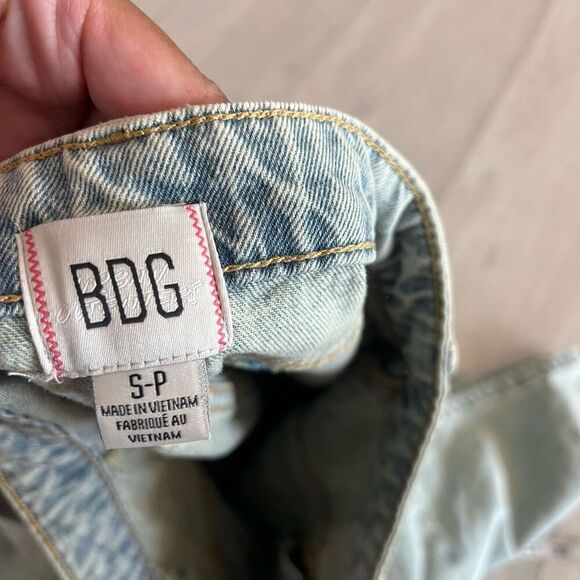 BDG
S-P
MADE IN VIETNAM
FABRIQUÉ AU
VIETNAM